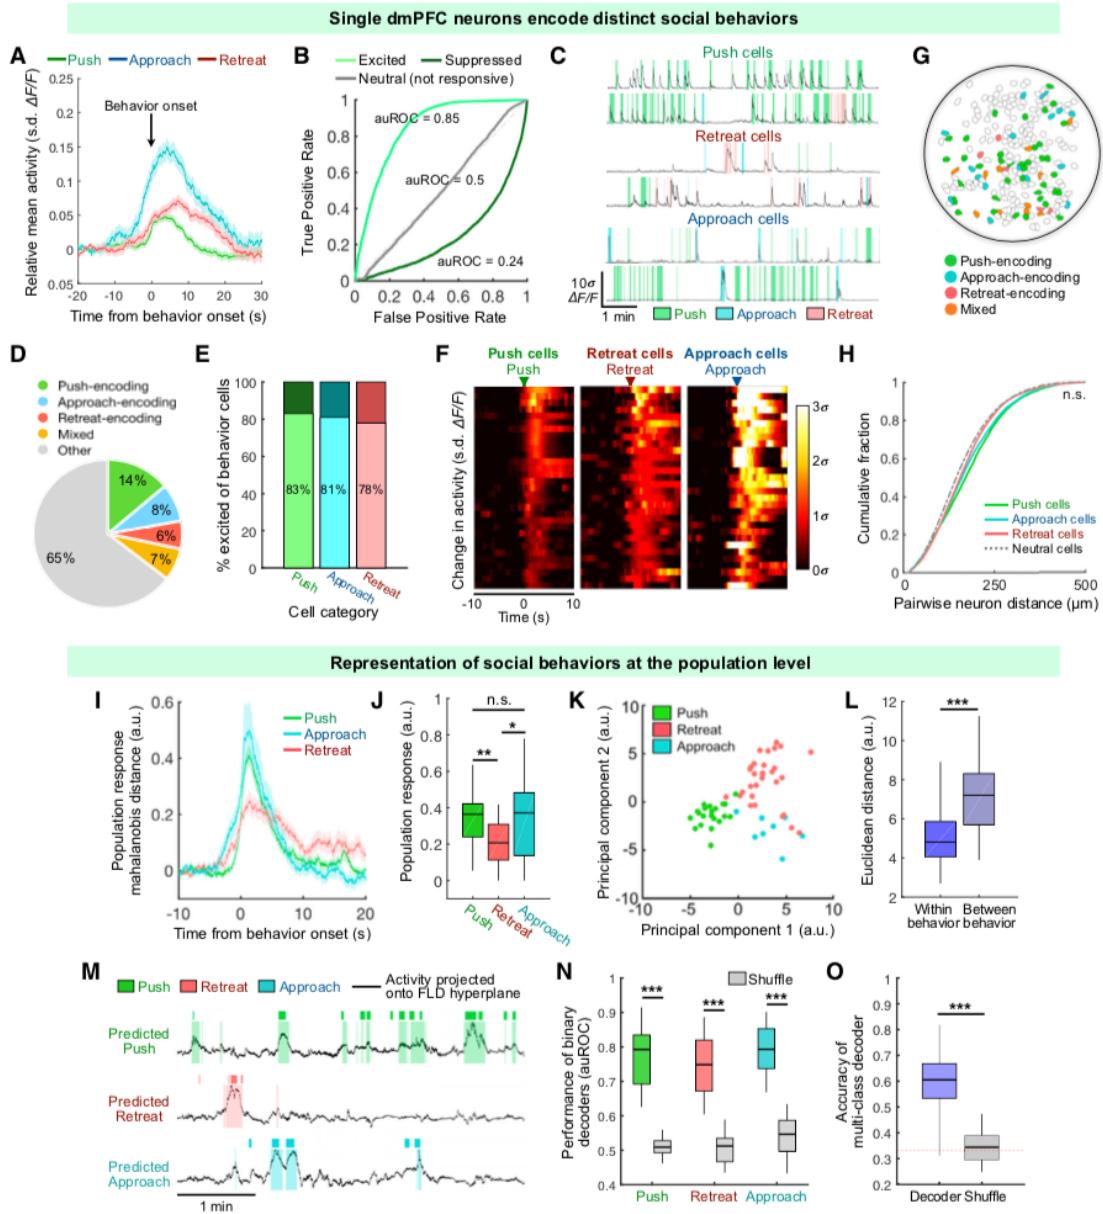 Single dmPFC neurons encode distinct social behaviors
A
Push Approach Retreat
Relative mean activity (s.d. ΔF/F)
0.25
0.2
0.15
0.1
0.05
0
0.05
Behavior onset
-20 -10 0 10 20 30
Time from behavior onset (s)
B
Excited Suppressed
Neutral (not responsive)
True Positive Rate
1
0.8
0.6
0.4
0.2
0
auROC = 0.85
auROC = 0.5
auROC = 0.24
0 0.2 0.4 0.6 0.8 1
False Positive Rate
C
Push cells
Retreat cells
Approach cells
10σ
ΔF/F
1 min
Push Approach Retreat
G
Push-encoding
Approach-encoding
Retreat-encoding
Mixed
D
Push-encoding
Approach-encoding
Retreat-encoding
Mixed
Other
14%
8%
6%
7%
65%
E
% excited of behavior cells
100
80
60
40
20
0
83% 81% 78%
Push Approach Retreat
Cell category
F
Push cells Retreat cells Approach cells
Push Retreat Approach
Change in activity (s.d. ΔF/F)
3σ
2σ
1σ
0σ
-10 0 10
Time (s)
H
Cumulative fraction
1
0.8
0.6
0.4
0.2
0
n.s.
Push cells
Approach cells
Retreat cells
Neutral cells
0 250 500
Pairwise neuron distance (μm)
Representation of social behaviors at the population level
I
Population response
mahalanobis distance (a.u.)
0.6
0.4
0.2
0
Push
Approach
Retreat
-10 0 10 20
Time from behavior onset (s)
J
Population response (a.u.)
1
0.8
0.6
0.4
0.2
0
n.s.
*
**
Push Retreat Approach
K
Principal component 2 (a.u.)
10
5
0
-5
-10
Push
Retreat
Approach
-10 -5 0 5 10
Principal component 1 (a.u.)
L
Euclidean distance (a.u.)
12
10
8
6
4
2
***
Within Between
behavior behavior
M
Push Retreat Approach Activity projected
onto FLD hyperplane
Predicted
Push
Predicted
Retreat
Predicted
Approach
1 min
N
Shuffle
Performance of binary
decoders (auROC)
1
0.9
0.8
0.7
0.6
0.5
0.4
*** *** ***
Push Retreat Approach
O
Accuracy of
multi-class decoder
1
0.9
0.8
0.7
0.6
0.5
0.4
0.3
0.2
***
Decoder Shuffle